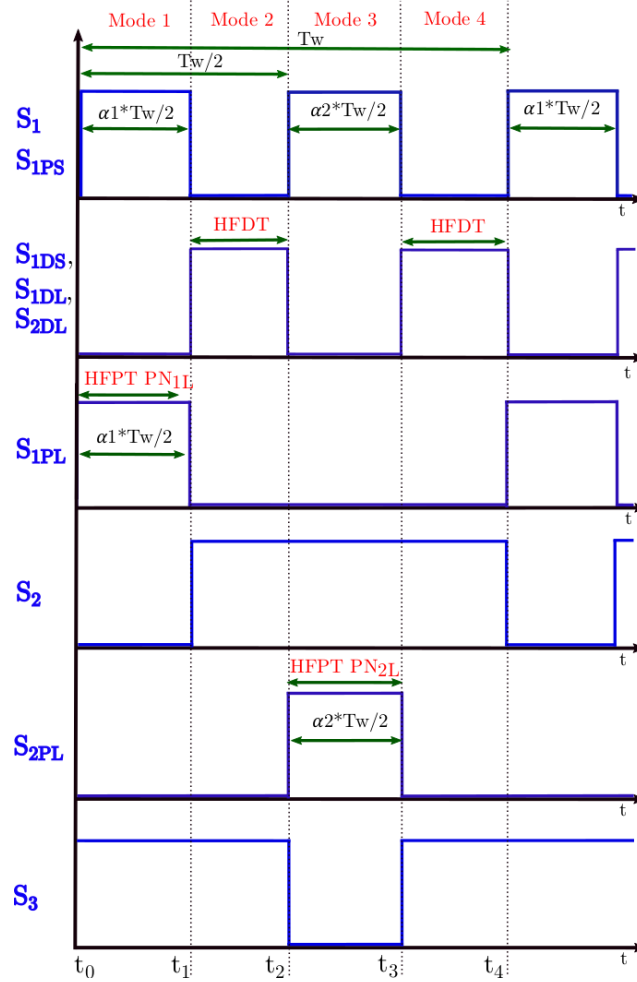 Mode 1 Mode 2 Mode 3 Mode 4
Tw
Tw/2
α1*Tw/2 α2*Tw/2 α1*Tw/2
S1
S1PS
t
HFDT HFDT
S1DS,
S1DL,
S2DL
t
HFPT PN1L
α1*Tw/2
S1PL
t
S2
t
HFPT PN2L
α2*Tw/2
S2PL
t
S3
t
t0 t1 t2 t3 t4